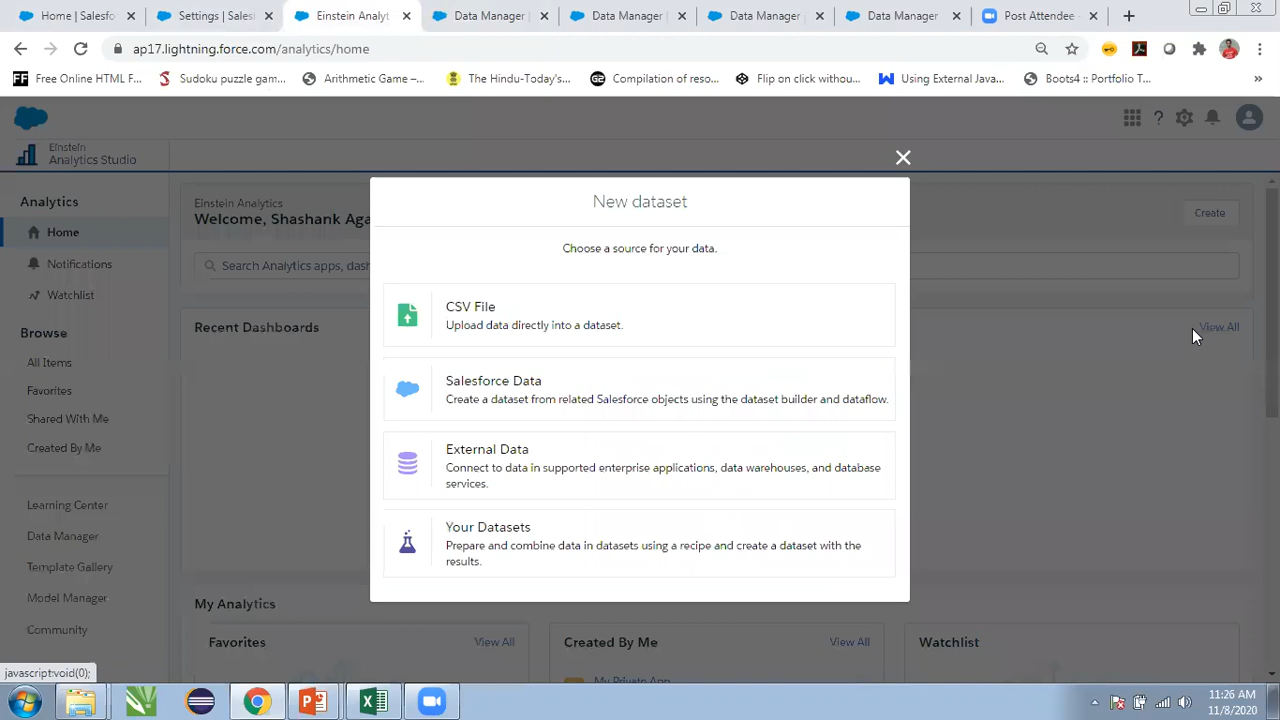 Home | Salesfo
Settings | Salesf
Einstein Analyt
Data Manager
Data Manager
Data Manager
Data Manager
Post Attendee
ap17.lightning.force.com/analytics/home
Free Online HTML F...
Sudoku puzzle gam...
Arithmetic Game –...
The Hindu-Today's...
Compilation of reso...
Flip on click withou...
Using External Java...
Boots4 :: Portfolio T...
»
Einstein
Analytics Studio
Analytics
Home
Notifications
Watchlist
Browse
All Items
Favorites
Shared With Me
Created By Me
Learning Center
Data Manager
Template Gallery
Model Manager
Community
Einstein Analytics
Welcome, Shashank Aga
Create
Search Analytics apps, dash
Recent Dashboards
View All
New dataset
Choose a source for your data.
CSV File
Upload data directly into a dataset.
Salesforce Data
Create a dataset from related Salesforce objects using the dataset builder and dataflow.
External Data
Connect to data in supported enterprise applications, data warehouses, and database
services.
Your Datasets
Prepare and combine data in datasets using a recipe and create a dataset with the
results.
My Analytics
Favorites
View All
Created By Me
View All
Watchlist
My Private App
javascript:void(0);
11:26 AM
11/8/2020